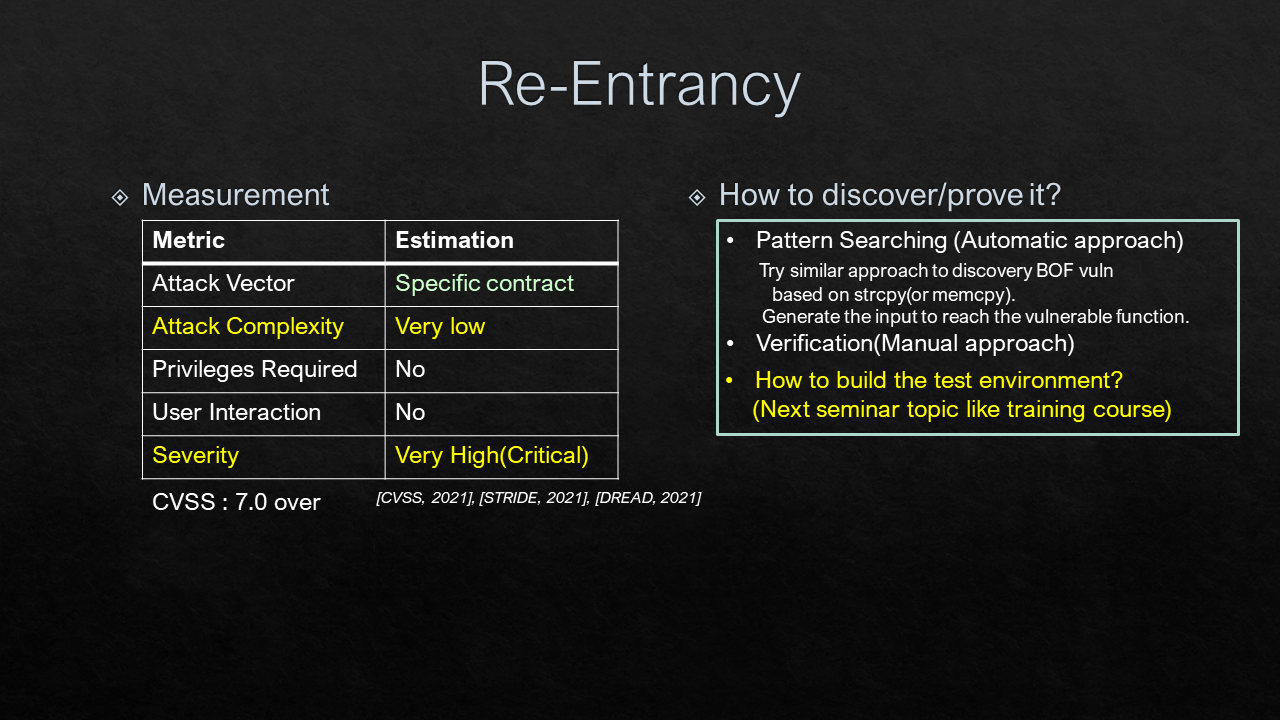 Re-Entrancy
Measurement
Metric Estimation
Attack Vector Specific contract
Attack Complexity Very low
Privileges Required No
User Interaction No
Severity Very High(Critical)
CVSS : 7.0 over [CVSS, 2021], [STRIDE, 2021], [DREAD, 2021]
How to discover/prove it?
• Pattern Searching (Automatic approach)
Try similar approach to discovery BOF vuln
based on strcpy(or memcpy).
Generate the input to reach the vulnerable function.
• Verification(Manual approach)
• How to build the test environment?
(Next seminar topic like training course)